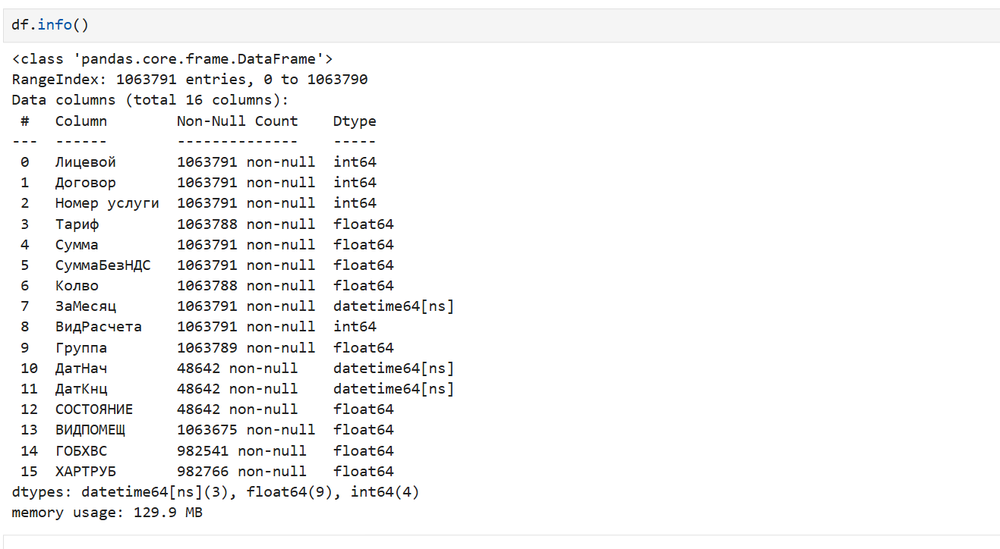 df.info()
<class 'pandas.core.frame.DataFrame'>
RangeIndex: 1063791 entries, 0 to 1063790
Data columns (total 16 columns):
 #   Column        Non-Null Count    Dtype
---  ------        --------------    -----
 0   Лицевой       1063791 non-null  int64
 1   Договор       1063791 non-null  int64
 2   Номер услуги  1063791 non-null  int64
 3   Тариф         1063788 non-null  float64
 4   Сумма         1063791 non-null  float64
 5   СуммаБезНДС   1063791 non-null  float64
 6   Колво         1063788 non-null  float64
 7   ЗаМесяц       1063791 non-null  datetime64[ns]
 8   ВидРасчета    1063791 non-null  int64
 9   Группа        1063789 non-null  float64
 10  ДатНач        48642 non-null    datetime64[ns]
 11  ДатКнц        48642 non-null    datetime64[ns]
 12  СОСТОЯНИЕ     48642 non-null    float64
 13  ВИДПОМЕЩ      1063675 non-null  float64
 14  ГОБХВС        982541 non-null   float64
 15  ХАРТРУБ       982766 non-null   float64
dtypes: datetime64[ns](3), float64(9), int64(4)
memory usage: 129.9 MB